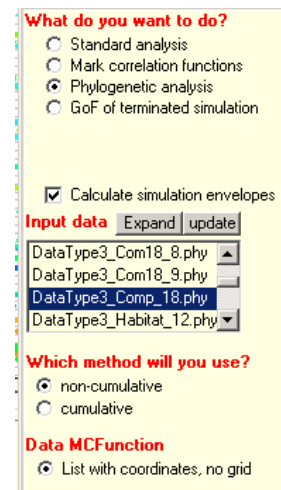 What do you want to do?
Standard analysis
Mark correlation functions
Phylogenetic analysis
GoF of terminated simulation
Calculate simulation envelopes
Input data Expand update
DataType3_Com18_8.phy
DataType3_Com18_9.phy
DataType3_Comp_18.phy
DataType3_Habitat_12.phy
Which method will you use?
non-cumulative
cumulative
Data MCFunction
List with coordinates, no grid